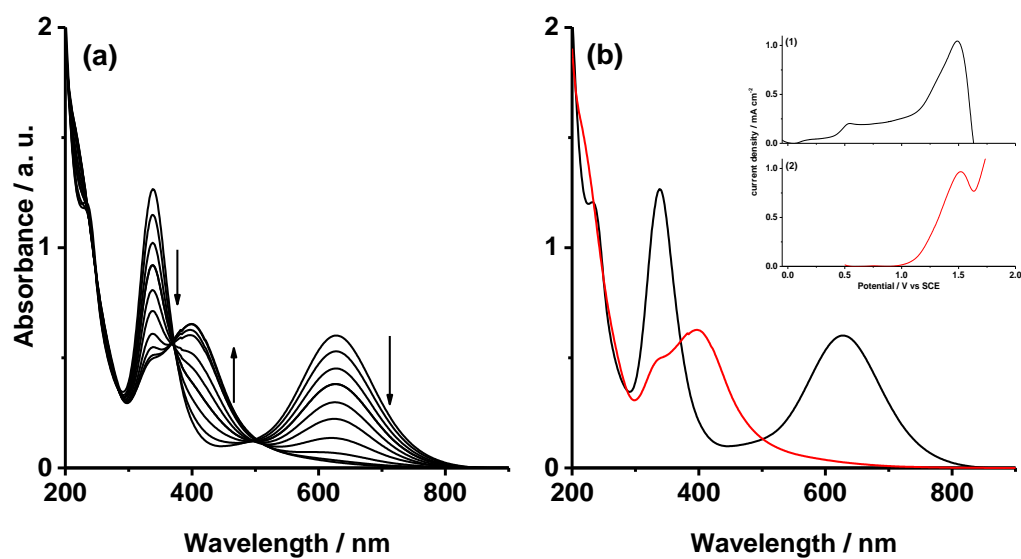 (a)
2
1
0
Absorbance / a. u.
200 400 600 800
Wavelength / nm
(b)
2
1
0
200 400 600 800
Wavelength / nm
(1)
1.0
0.5
0.0
(2)
1.0
0.5
0.0
current density / mA cm⁻²
0.0 0.5 1.0 1.5 2.0
Potential / V vs SCE